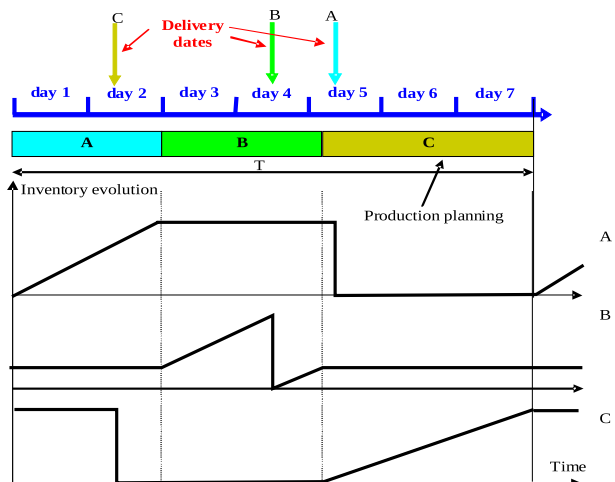 C
B
A
Delivery
dates
day 1 day 2 day 3 day 4 day 5 day 6 day 7
A B C
T
Inventory evolution
Production planning
A
B
C
Time